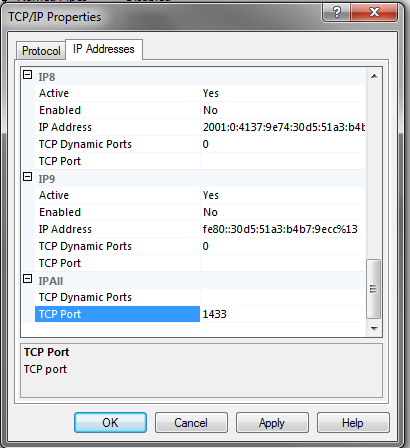 TCP/IP Properties
Protocol IP Addresses
IP8
Active Yes
Enabled No
IP Address 2001:0:4137:9e74:30d5:51a3:b4b
TCP Dynamic Ports 0
TCP Port
IP9
Active Yes
Enabled No
IP Address fe80::30d5:51a3:b4b7:9ecc%13
TCP Dynamic Ports 0
TCP Port
IPAll
TCP Dynamic Ports
TCP Port 1433
TCP Port
TCP port
OK Cancel Apply Help